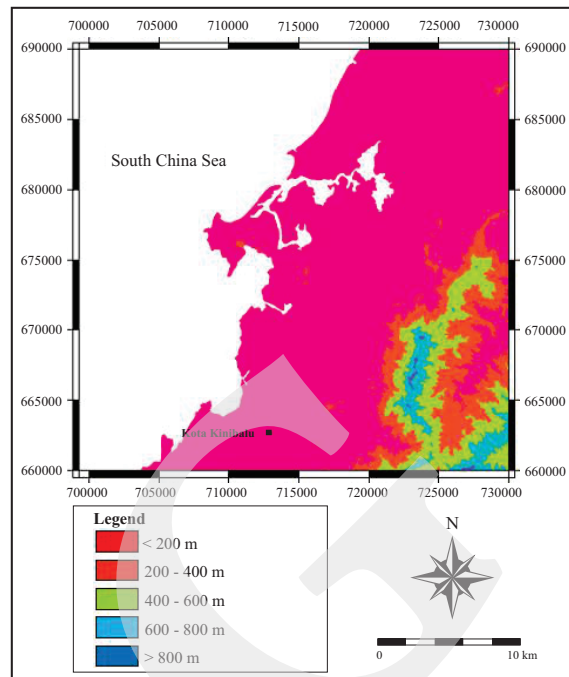 700000 705000 710000 715000 720000 725000 730000
690000 690000
685000 685000
South China Sea
680000 680000
675000 675000
670000 670000
665000 665000
Kota Kinibalu
660000 660000
700000 705000 710000 715000 720000 725000 730000
Legend
< 200 m
200 - 400 m
400 - 600 m
600 - 800 m
> 800 m
N
0 10 km